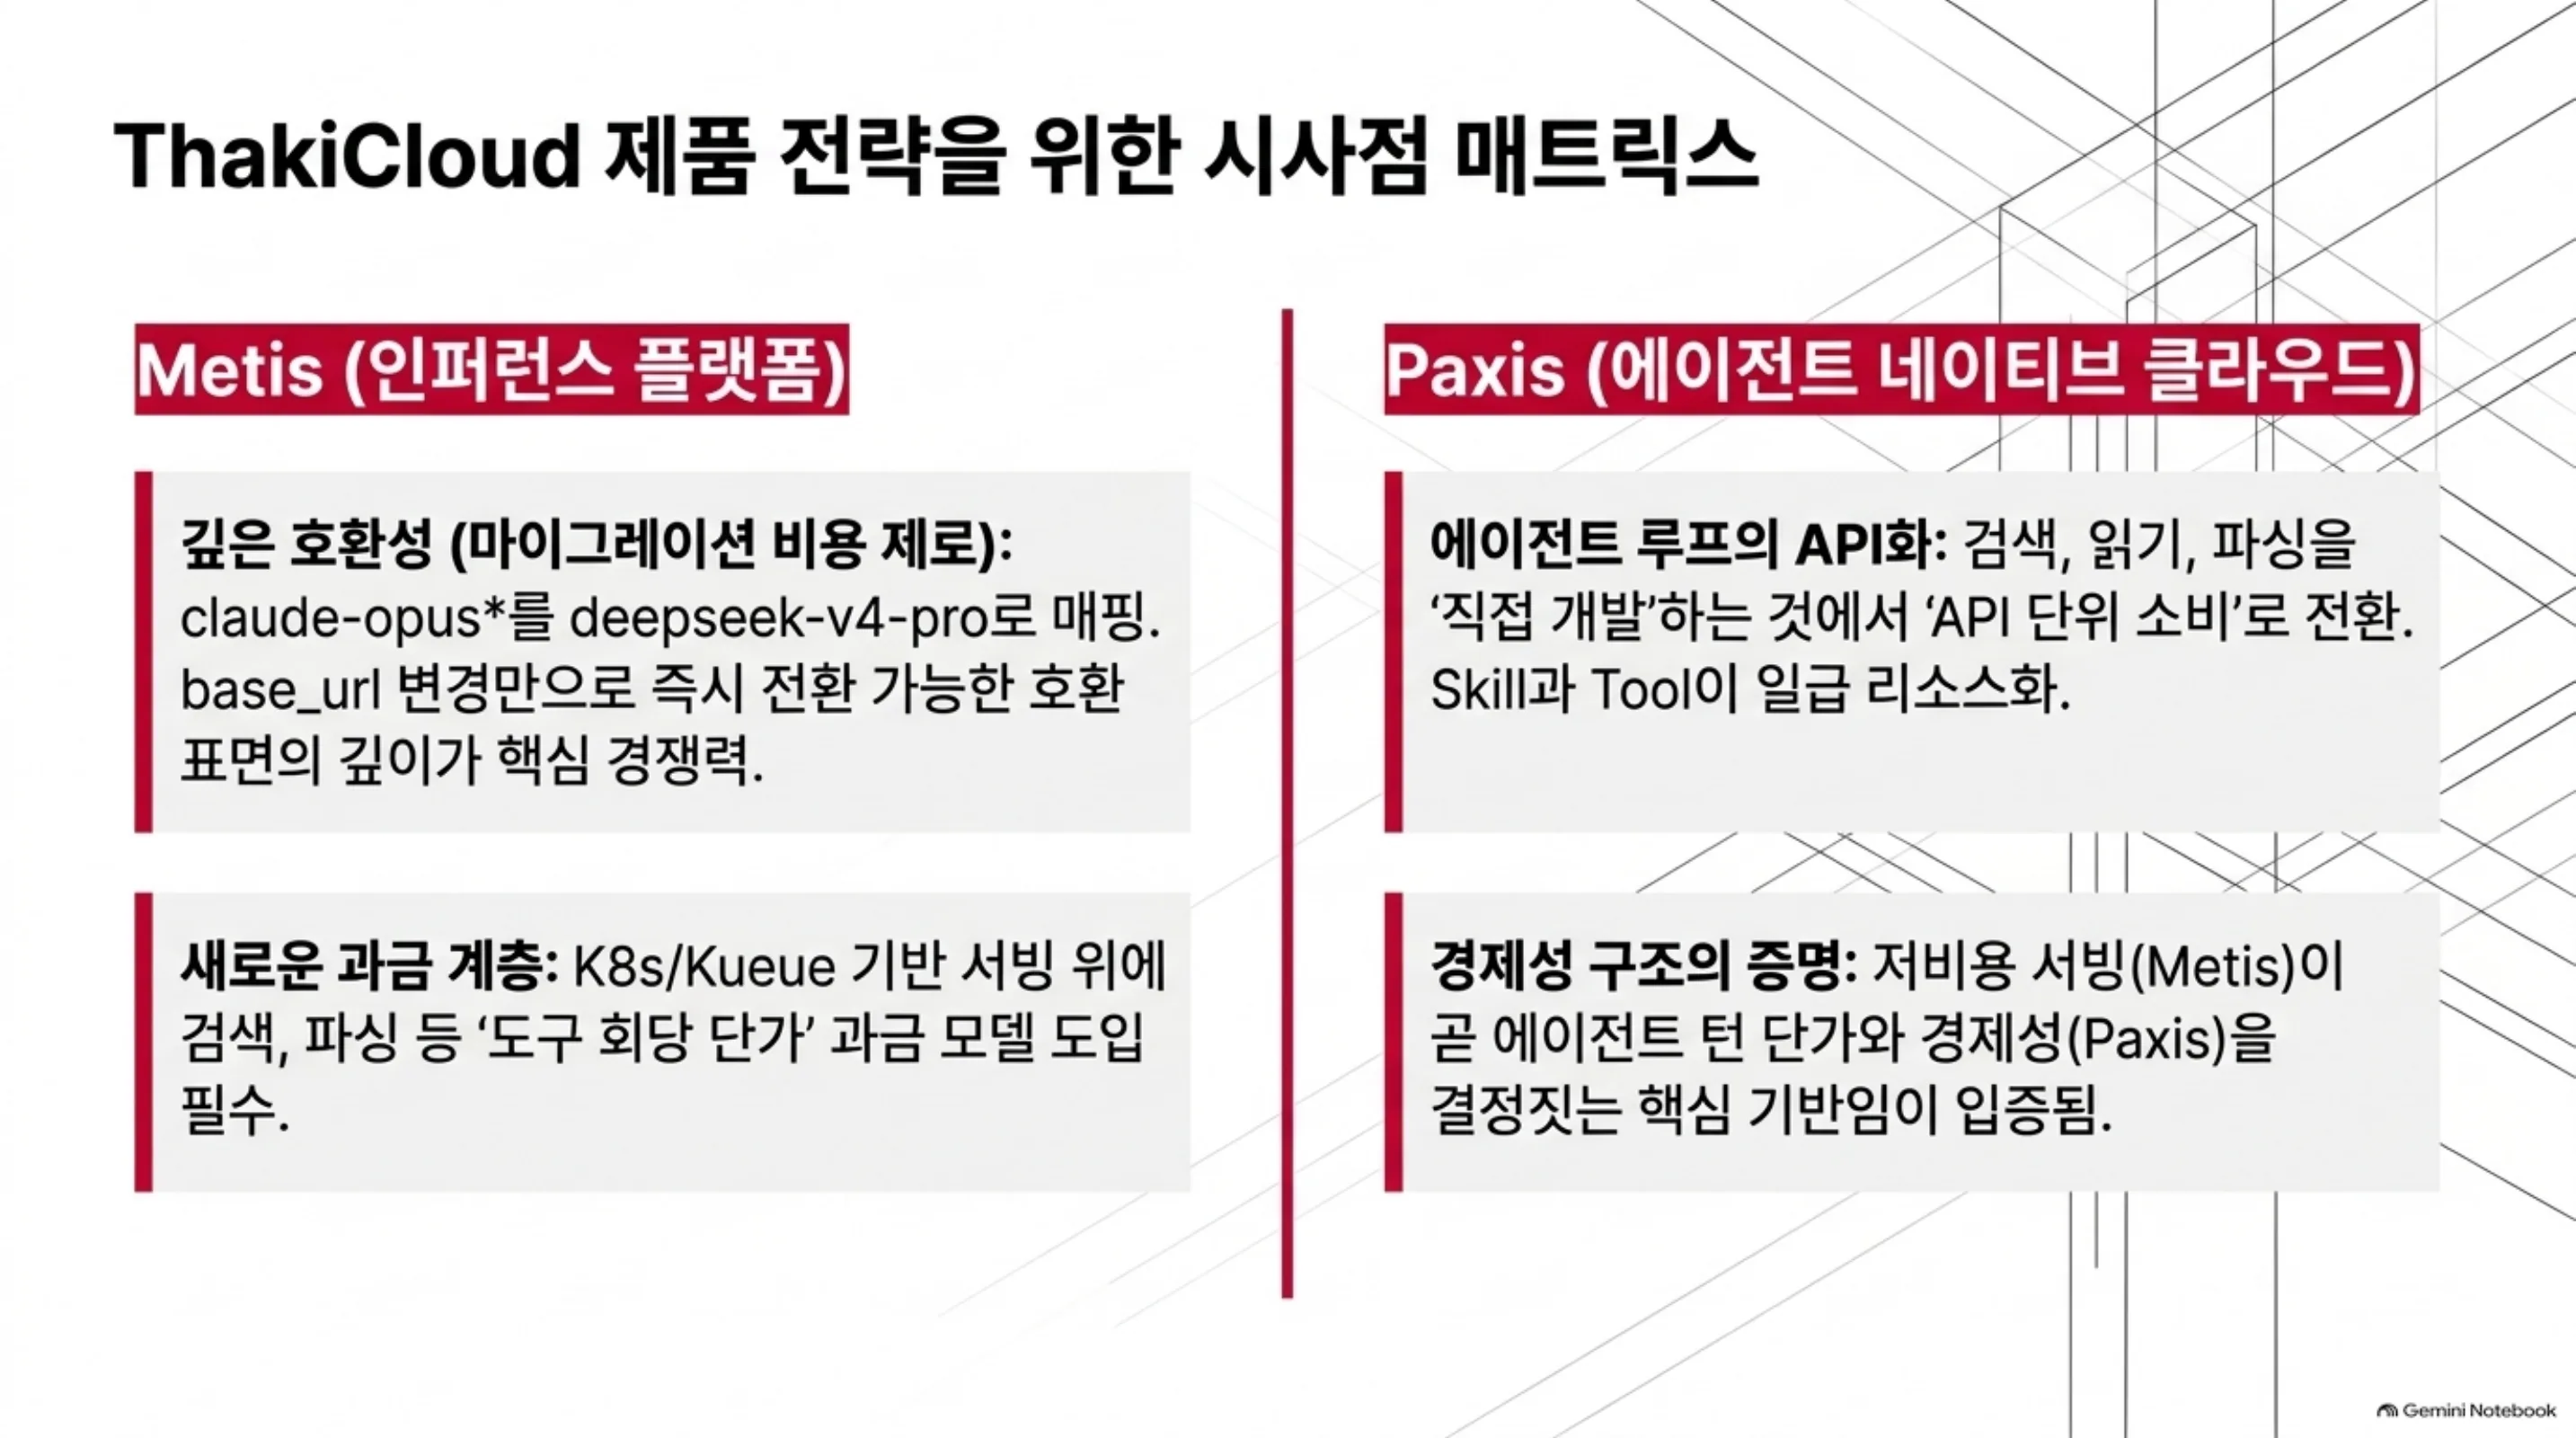 ThakiCloud 제품 전략을 위한 시사점 매트릭스
Metis (인퍼런스 플랫폼)
깊은 호환성 (마이그레이션 비용 제로):
claude-opus*를 deepseek-v4-pro로 매핑.
base_url 변경만으로 즉시 전환 가능한 호환
표면의 깊이가 핵심 경쟁력.
새로운 과금 계층: K8s/Kueue 기반 서빙 위에
검색, 파싱 등 ‘도구 회당 단가’ 과금 모델 도입
필수.
Paxis (에이전트 네이티브 클라우드)
에이전트 루프의 API화: 검색, 읽기, 파싱을
‘직접 개발’하는 것에서 ‘API 단위 소비’로 전환.
Skill과 Tool이 일급 리소스화.
경제성 구조의 증명: 저비용 서빙(Metis)이
곧 에이전트 턴 단가와 경제성(Paxis)을
결정짓는 핵심 기반임이 입증됨.
Gemini Notebook